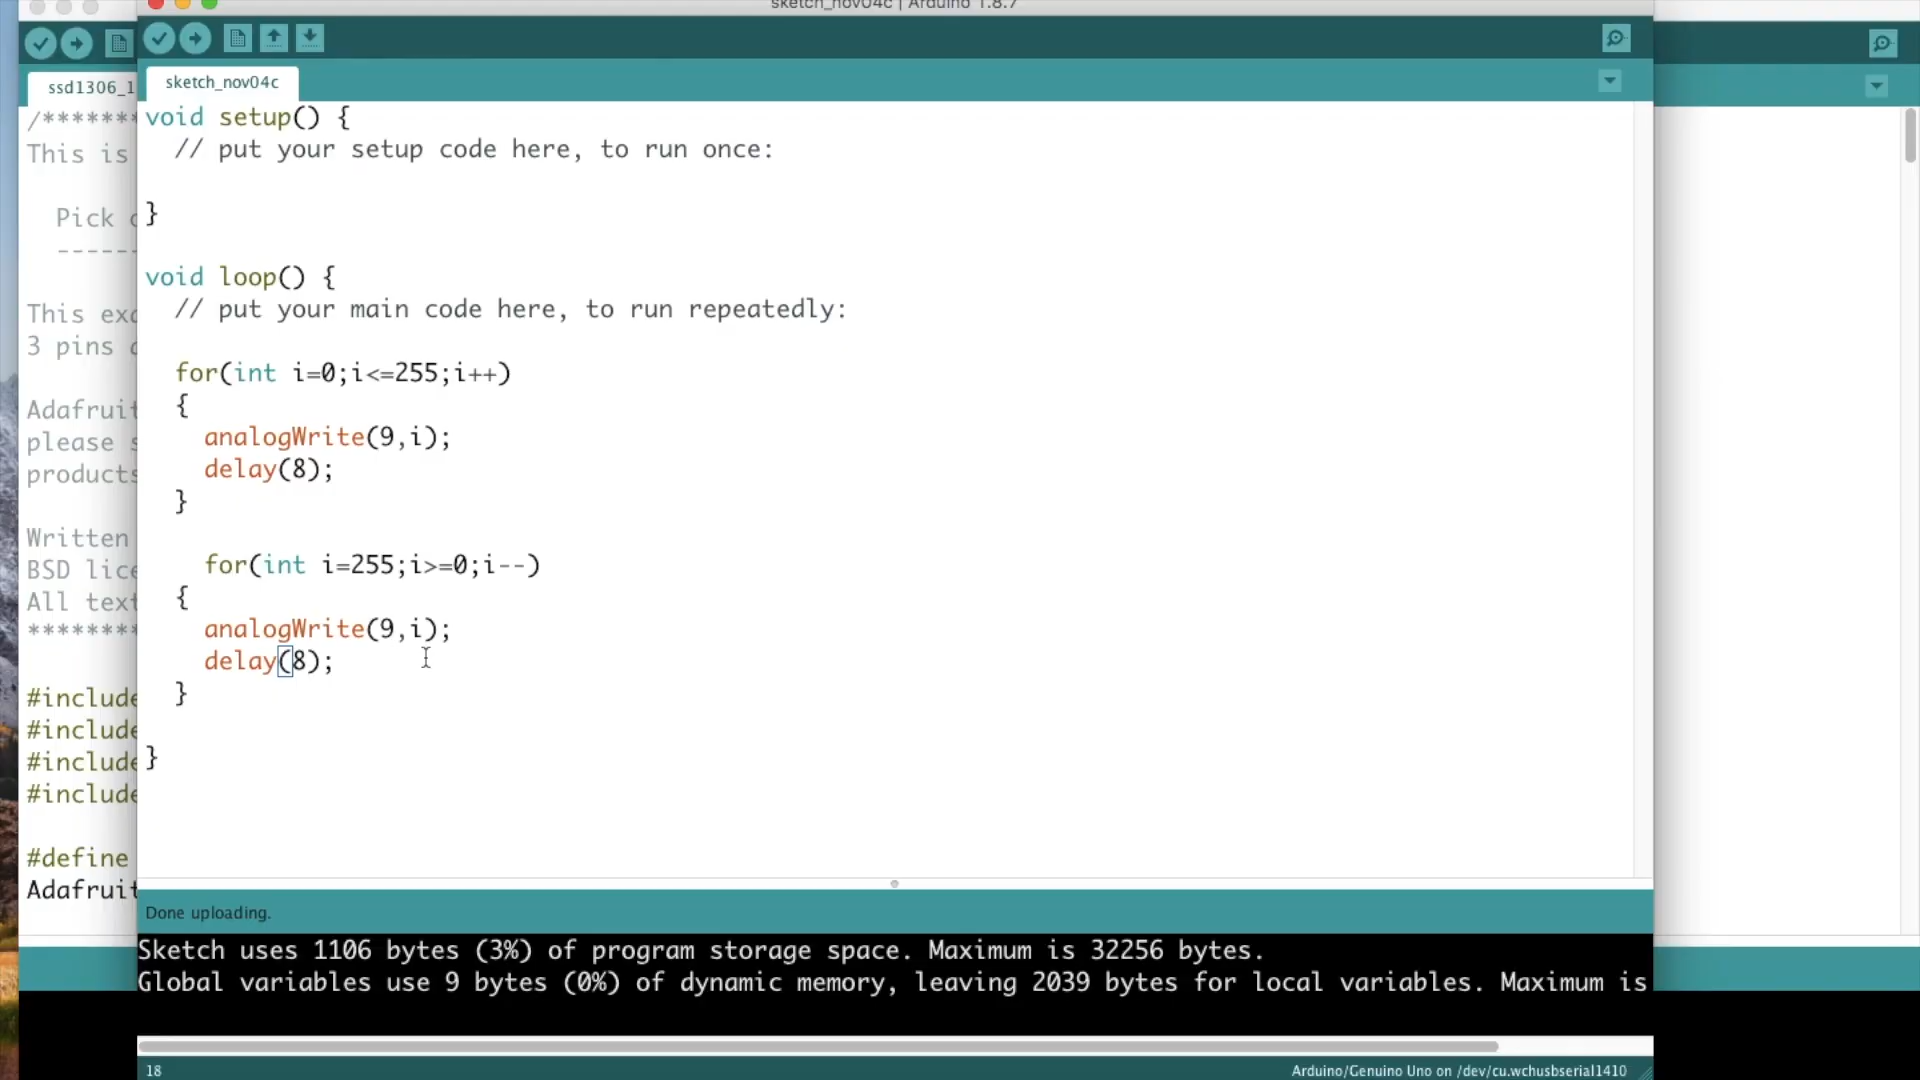 sketch_nov04c | Arduino 1.8.7
sketch_nov04c
void setup() {
// put your setup code here, to run once:
}
void loop() {
// put your main code here, to run repeatedly:
for(int i=0;i<=255;i++)
{
analogWrite(9,i);
delay(8);
}
for(int i=255;i>=0;i--)
{
analogWrite(9,i);
delay(8);
}
}
Done uploading.
Sketch uses 1106 bytes (3%) of program storage space. Maximum is 32256 bytes.
Global variables use 9 bytes (0%) of dynamic memory, leaving 2039 bytes for local variables. Maximum is
18
Arduino/Genuino Uno on /dev/cu.wchusbserial1410
ssd1306_1
/*******
This is
Pick
-----
This
3 pins
Adafruit
please
products
Written
BSD
All text
********
#include
#include
#include
#include
#define
Adafruit